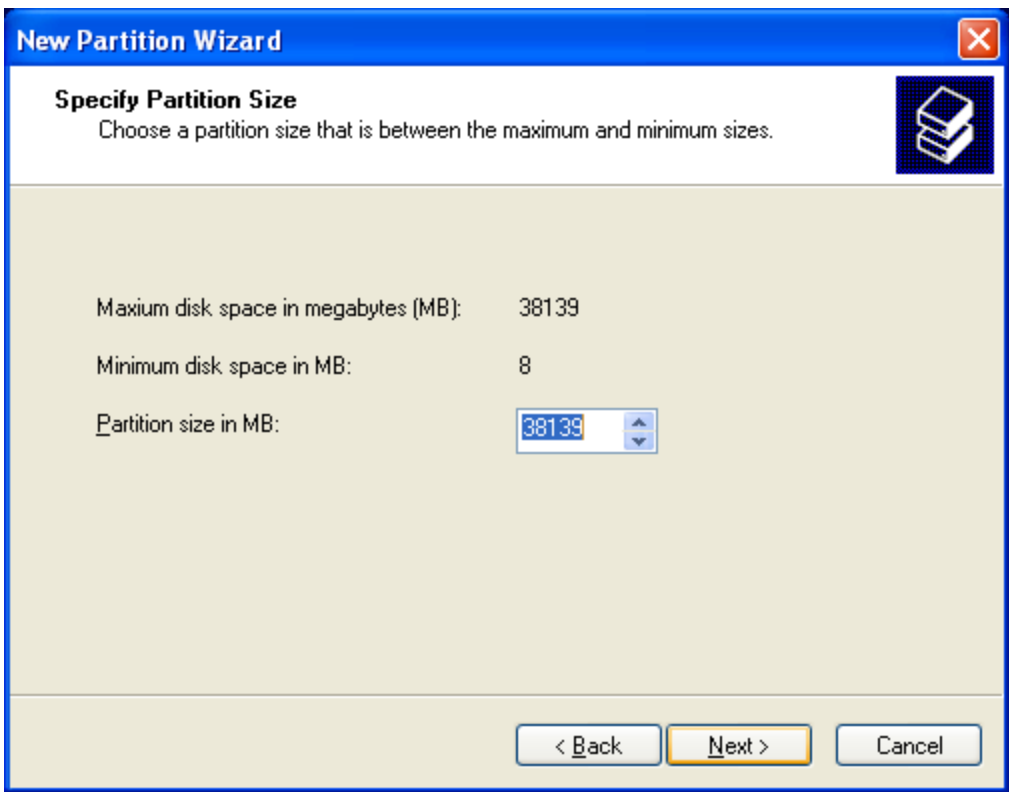 New Partition Wizard
Specify Partition Size
Choose a partition size that is between the maximum and minimum sizes.
Maxium disk space in megabytes (MB): 38139
Minimum disk space in MB: 8
Partition size in MB: 38139
< Back Next > Cancel